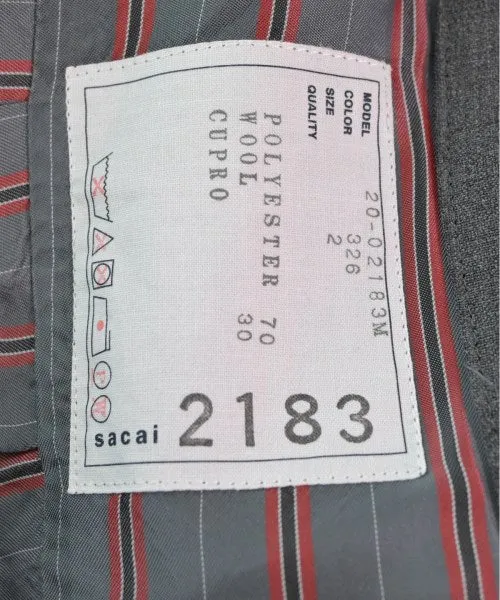 MODEL 20-02183M
COLOR 326
SIZE 2
QUALITY
POLYESTER 70
WOOL 30
CUPRO
P
W
sacai 2183